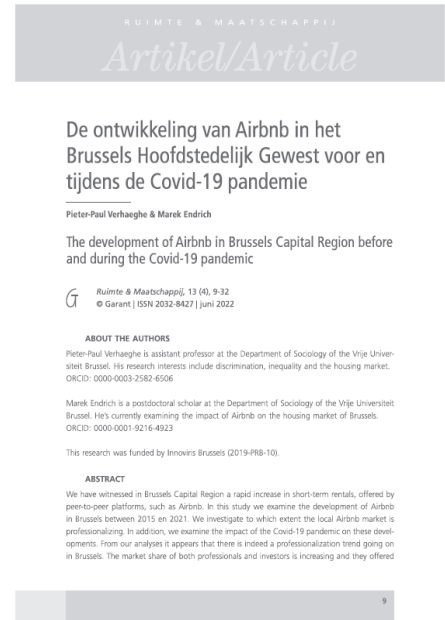 RUIMTE & MAATSCHAPPIJ
Artikel/Article
De ontwikkeling van Airbnb in het
Brussels Hoofdstedelijk Gewest voor en
tijdens de Covid-19 pandemie
Pieter-Paul Verhaeghe & Marek Endrich
The development of Airbnb in Brussels Capital Region before
and during the Covid-19 pandemic
G Ruimte & Maatschappij, 13 (4), 9-32
© Garant | ISSN 2032-8427 | juni 2022
ABOUT THE AUTHORS
Pieter-Paul Verhaeghe is assistant professor at the Department of Sociology of the Vrije Univer-
siteit Brussel. His research interests include discrimination, inequality and the housing market.
ORCID: 0000-0003-2582-6506
Marek Endrich is a postdoctoral scholar at the Department of Sociology of the Vrije Universiteit
Brussel. He's currently examining the impact of Airbnb on the housing market of Brussels.
ORCID: 0000-0001-9216-4923
This research was funded by Innoviris Brussels (2019-PRB-10).
ABSTRACT
We have witnessed in Brussels Capital Region a rapid increase in short-term rentals, offered by
peer-to-peer platforms, such as Airbnb. In this study we examine the development of Airbnb
in Brussels between 2015 en 2021. We investigate to which extent the local Airbnb market is
professionalizing. In addition, we examine the impact of the Covid-19 pandemic on these devel-
opments. From our analyses it appears that there is indeed a professionalization trend going on
in Brussels. The market share of both professionals and investors is increasing and they offered
9